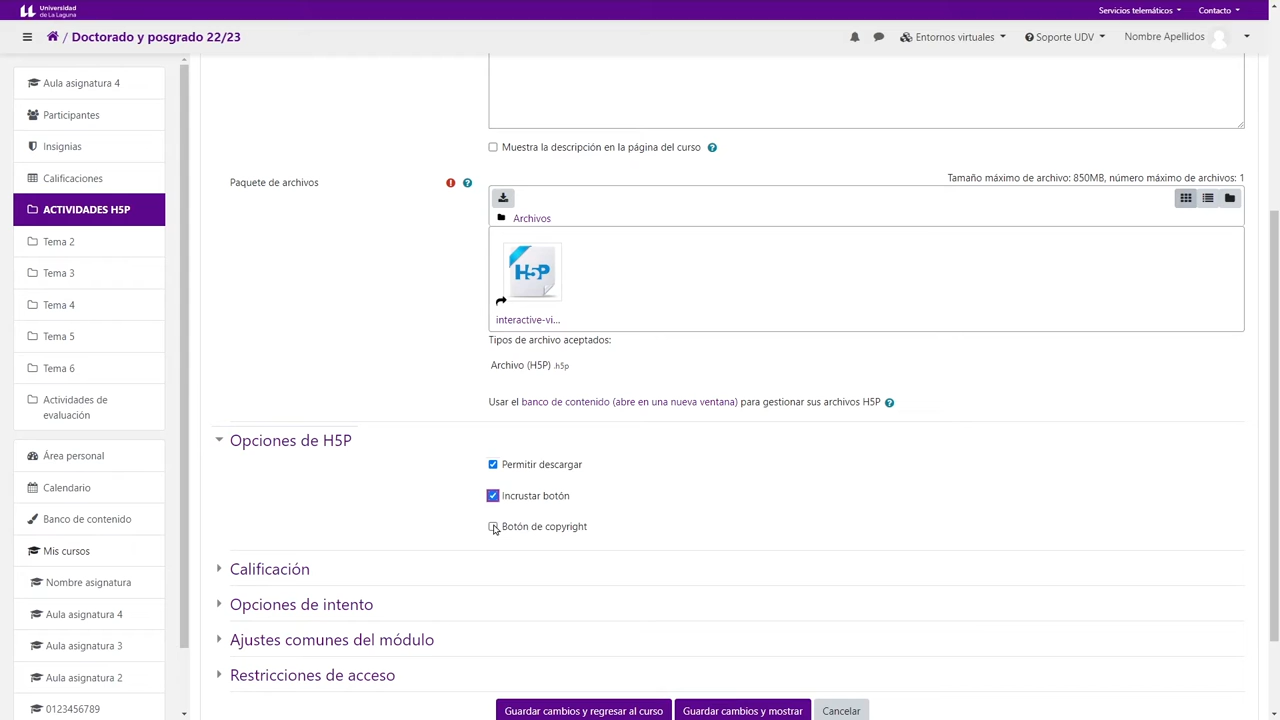 Universidad
de La Laguna
Servicios telemáticos
Contacto
/ Doctorado y posgrado 22/23
Entornos virtuales
Soporte UDV
Nombre Apellidos
Aula asignatura 4
Participantes
Insignias
Calificaciones
ACTIVIDADES H5P
Tema 2
Tema 3
Tema 4
Tema 5
Tema 6
Actividades de
evaluación
Área personal
Calendario
Banco de contenido
Mis cursos
Nombre asignatura
Aula asignatura 4
Aula asignatura 3
Aula asignatura 2
0123456789
Muestra la descripción en la página del curso
Paquete de archivos
Tamaño máximo de archivo: 850MB, número máximo de archivos: 1
Archivos
H5P
interactive-vi...
Tipos de archivo aceptados:
Archivo (H5P) .h5p
Usar el banco de contenido (abre en una nueva ventana) para gestionar sus archivos H5P
Opciones de H5P
Permitir descargar
Incrustar botón
Botón de copyright
Calificación
Opciones de intento
Ajustes comunes del módulo
Restricciones de acceso
Guardar cambios y regresar al curso
Guardar cambios y mostrar
Cancelar